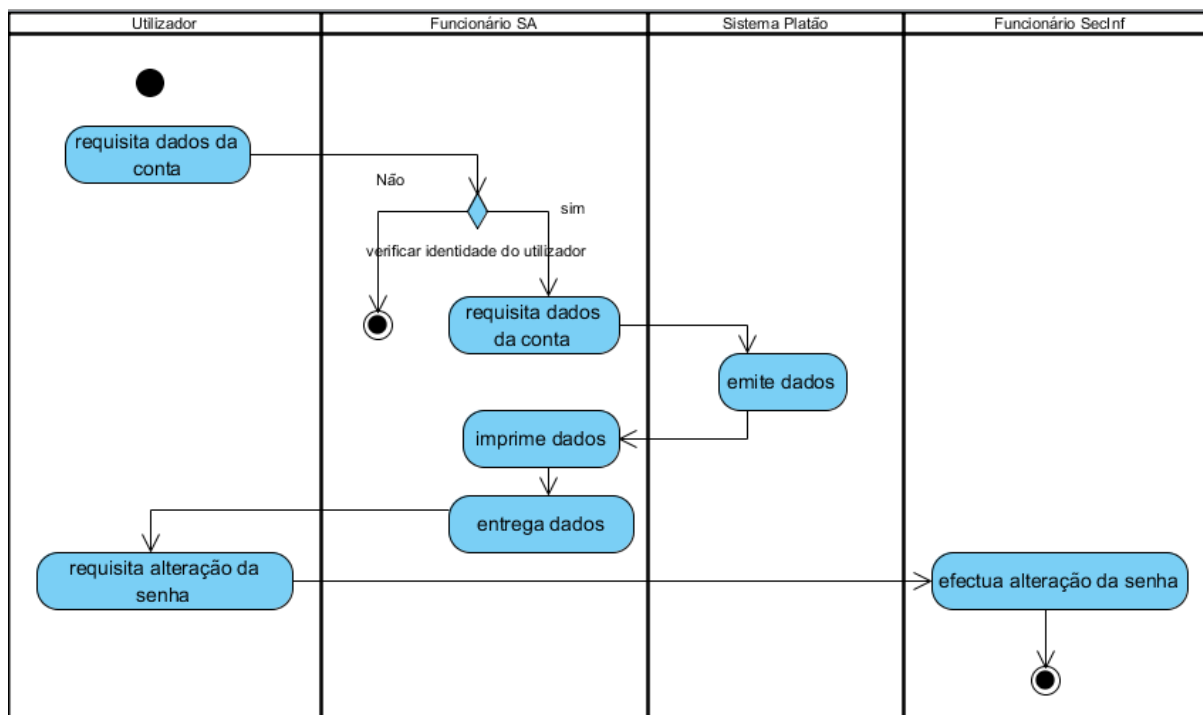 Utilizador
Funcionário SA
Sistema Platão
Funcionário SecInf
requisita dados da
conta
Não
sim
verificar identidade do utilizador
requisita dados
da conta
emite dados
imprime dados
entrega dados
requisita alteração da
senha
efectua alteração da senha